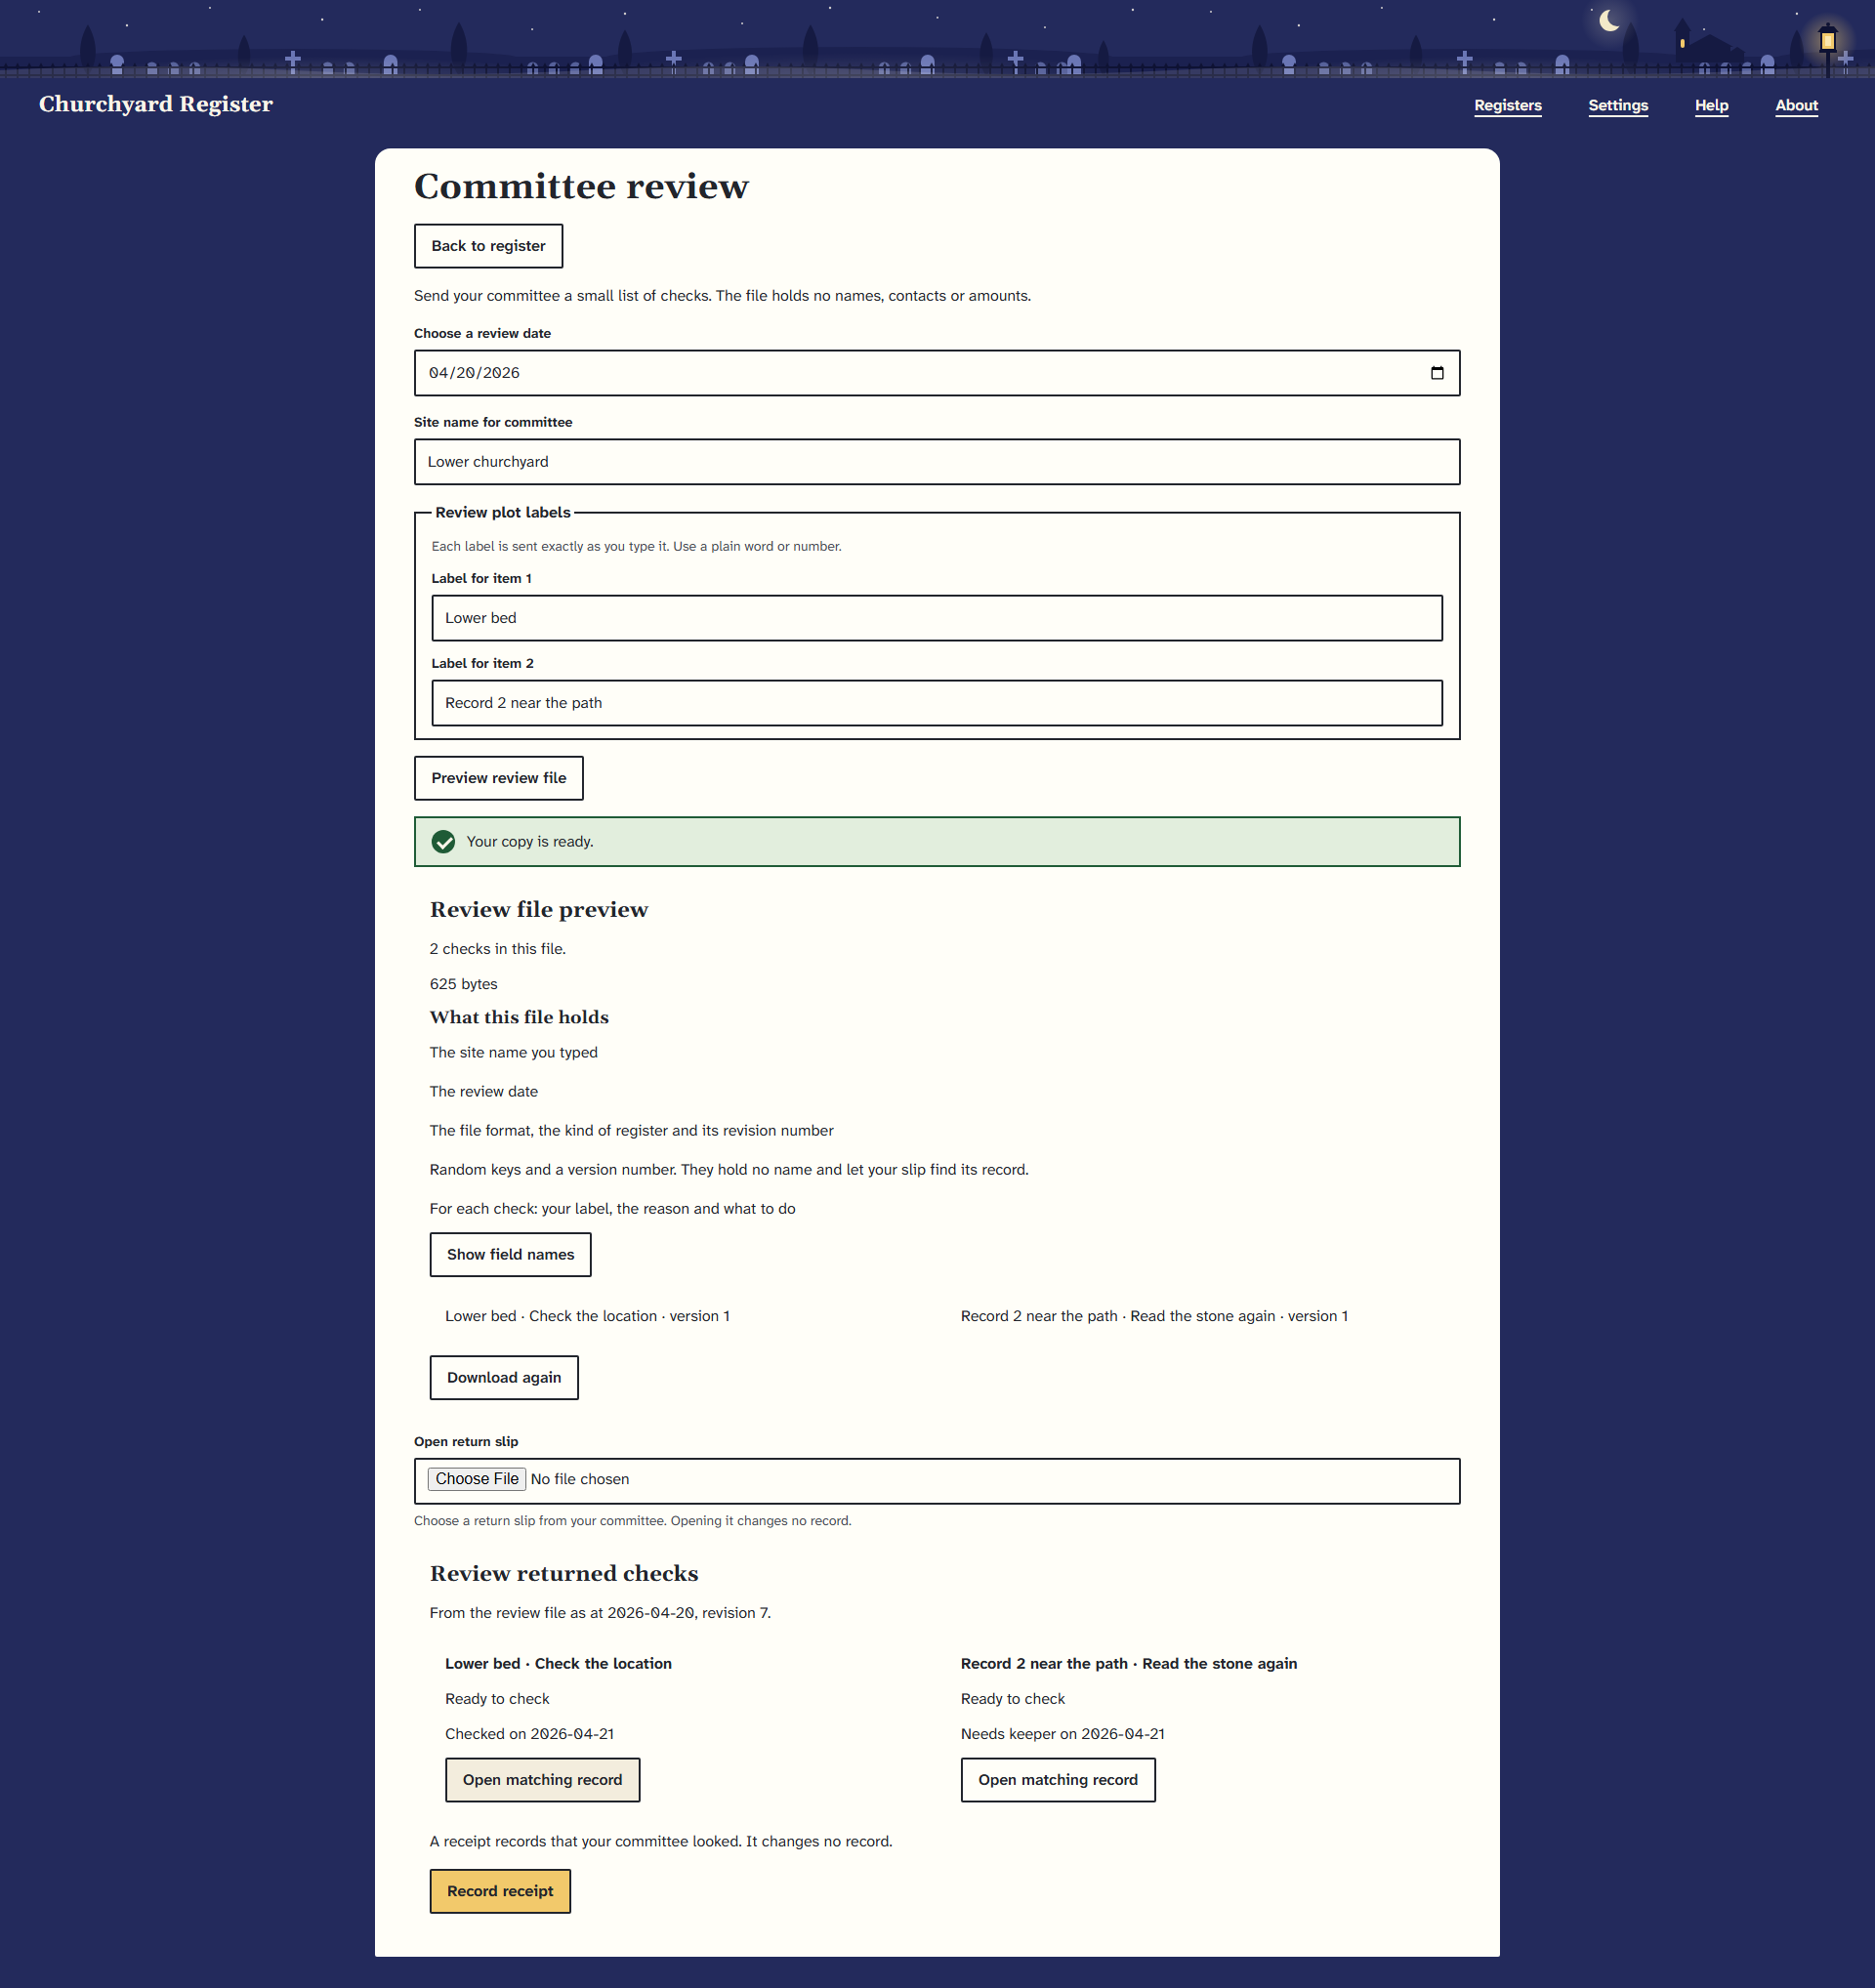 Churchyard Register
Registers
Settings
Help
About
Committee review
Back to register
Send your committee a small list of checks. The file holds no names, contacts or amounts.
Choose a review date
04/20/2026
Site name for committee
Lower churchyard
Review plot labels
Each label is sent exactly as you type it. Use a plain word or number.
Label for item 1
Lower bed
Label for item 2
Record 2 near the path
Preview review file
Your copy is ready.
Review file preview
2 checks in this file.
625 bytes
What this file holds
The site name you typed
The review date
The file format, the kind of register and its revision number
Random keys and a version number. They hold no name and let your slip find its record.
For each check: your label, the reason and what to do
Show field names
Lower bed · Check the location · version 1
Record 2 near the path · Read the stone again · version 1
Download again
Open return slip
Choose File No file chosen
Choose a return slip from your committee. Opening it changes no record.
Review returned checks
From the review file as at 2026-04-20, revision 7.
Lower bed · Check the location
Ready to check
Checked on 2026-04-21
Open matching record
Record 2 near the path · Read the stone again
Ready to check
Needs keeper on 2026-04-21
Open matching record
A receipt records that your committee looked. It changes no record.
Record receipt